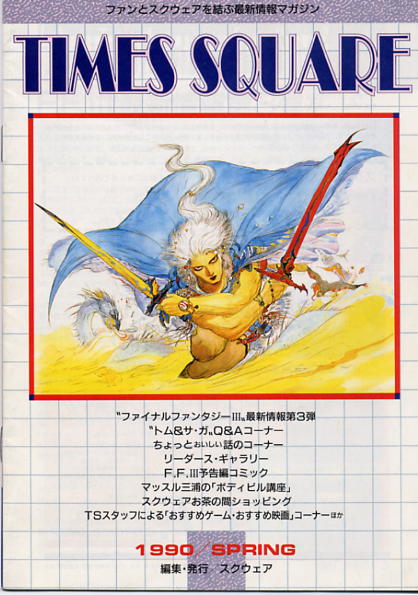 ファンとスクウェアを結ぶ最新情報マガジン
TIMES SQUARE
〝ファイナルファンタジーIII〟最新情報第3弾
〝トム&サ・ガ〟Q&Aコーナー
ちょっとおいしい話のコーナー
リーダース・ギャラリー
F.F.III予告編コミック
マッスル三浦の「ボディビル講座」
スクウェアお茶の間ショッピング
TSスタッフによる「おすすめゲーム・おすすめ映画」コーナーほか
1990/SPRING
編集・発行/スクウェア